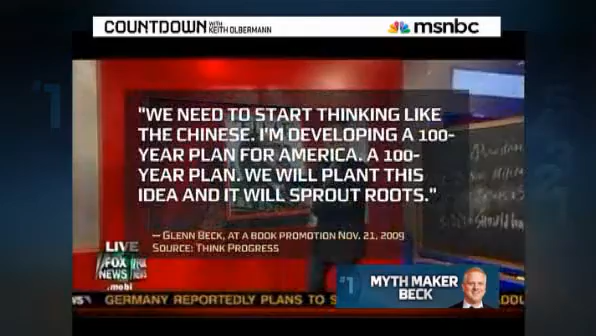 COUNTDOWN WITH KEITH OLBERMANN
msnbc
#1
"WE NEED TO START THINKING LIKE
THE CHINESE. I'M DEVELOPING A 100-
YEAR PLAN FOR AMERICA. A 100-
YEAR PLAN. WE WILL PLANT THIS
IDEA AND IT WILL SPROUT ROOTS."
— GLENN BECK, AT A BOOK PROMOTION NOV. 21, 2009
SOURCE: THINK PROGRESS
LIVE
FOX
NEWS
.mobi
#1
MYTH MAKER
BECK
GERMANY REPORTEDLY PLANS TO S